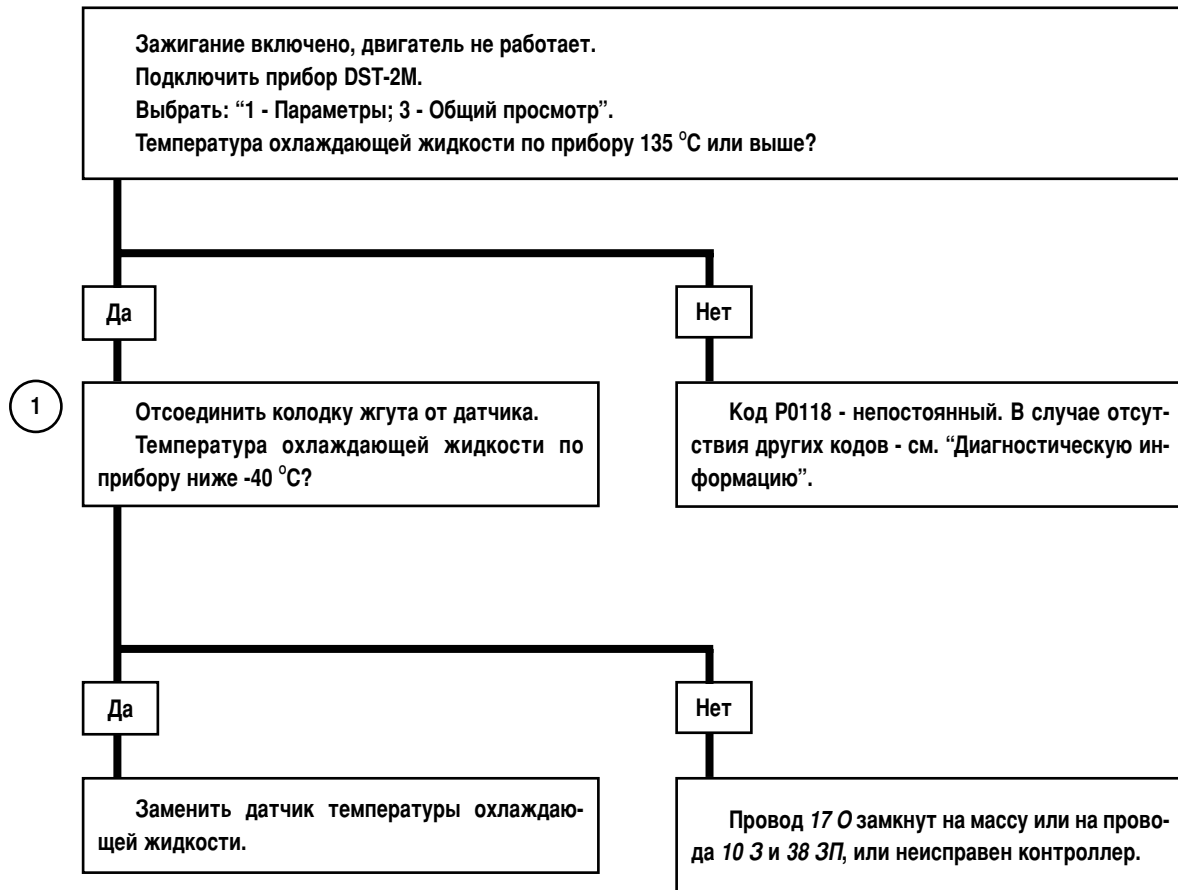 Зажигание включено, двигатель не работает.
Подключить прибор DST-2М.
Выбрать: “1 - Параметры; 3 - Общий просмотр”.
Температура охлаждающей жидкости по прибору 135 °С или выше?
Да
Нет
1
Отсоединить колодку жгута от датчика.
Температура охлаждающей жидкости по
прибору ниже -40 °С?
Код Р0118 - непостоянный. В случае отсут-
ствия других кодов - см. “Диагностическую ин-
формацию”.
Да
Нет
Заменить датчик температуры охлаждаю-
щей жидкости.
Провод 17 О замкнут на массу или на прово-
да 10 З и 38 ЗП, или неисправен контроллер.